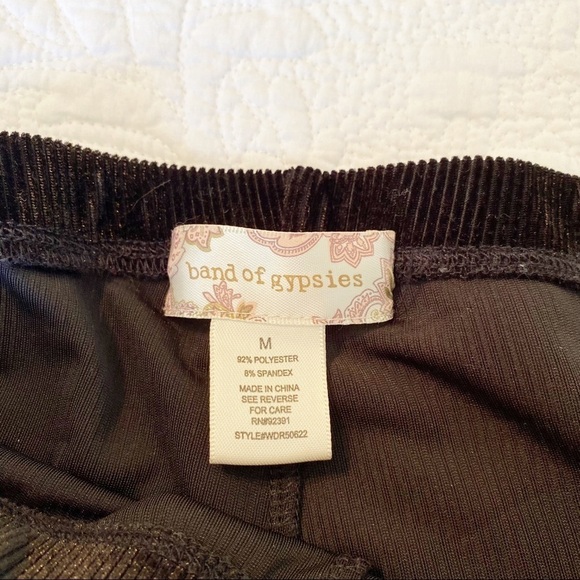 band of gypsies
M
92% POLYESTER
8% SPANDEX
MADE IN CHINA
SEE REVERSE
FOR CARE
RN#92391
STYLE#WDR50622